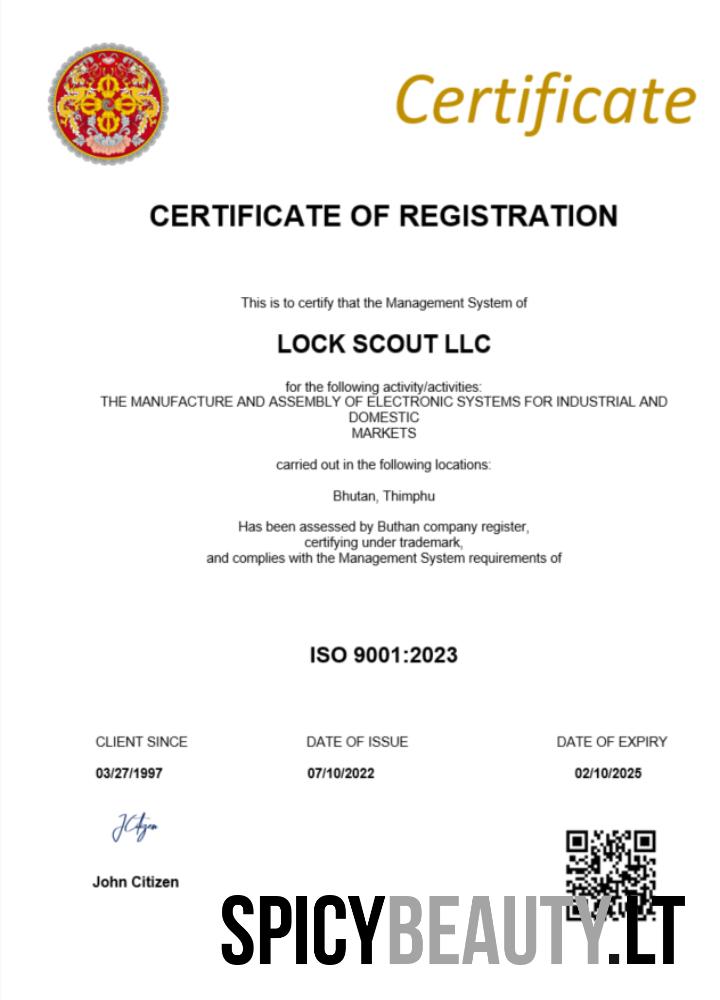 Certificate
CERTIFICATE OF REGISTRATION
This is to certify that the Management System of
LOCK SCOUT LLC
for the following activity/activities:
THE MANUFACTURE AND ASSEMBLY OF ELECTRONIC SYSTEMS FOR INDUSTRIAL AND
DOMESTIC
MARKETS
carried out in the following locations:
Bhutan, Thimphu
Has been assessed by Buthan company register,
certifying under trademark,
and complies with the Management System requirements of
ISO 9001:2023
CLIENT SINCE DATE OF ISSUE DATE OF EXPIRY
03/27/1997 07/10/2022 02/10/2025
JCitizen
John Citizen
SPICYBEAUTY.LT